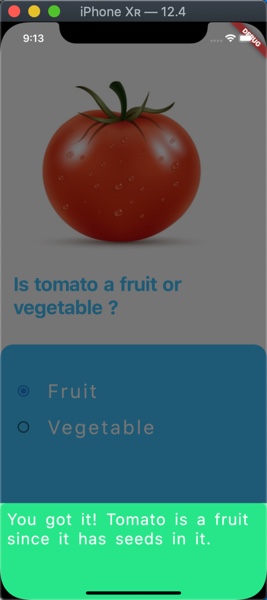 iPhone Xʀ — 12.4
9:13
DEBUG
Is tomato a fruit or
vegetable ?
Fruit
Vegetable
You got it! Tomato is a fruit
since it has seeds in it.